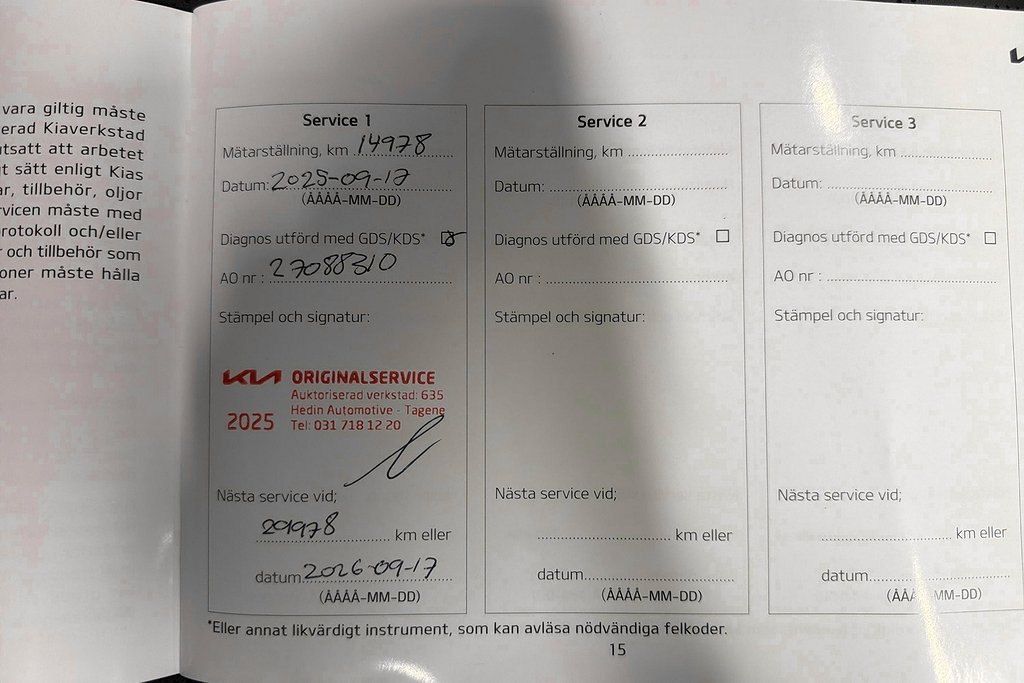 vara giltig måste
erad Kiaverkstad
utsatt att arbetet
t sätt enligt Kias
ar, tillbehör, oljor
rvicen måste med
protokoll och/eller
r och tillbehör som
oner måste hålla
ar.
Service 1
Mätarställning, km 14978
Datum: 2025-09-17
(ÅÅÅÅ-MM-DD)
Diagnos utförd med GDS/KDS*
AO nr : 27088310
Stämpel och signatur:
KIA ORIGINALSERVICE
Auktoriserad verkstad: 635
2025 Hedin Automotive - Tagene
Tel: 031 718 12 20
Nästa service vid;
29978 km eller
datum 2026-09-17
(ÅÅÅÅ-MM-DD)
Service 2
Mätarställning, km
Datum:
(ÅÅÅÅ-MM-DD)
Diagnos utförd med GDS/KDS*
AO nr :
Stämpel och signatur:
Nästa service vid;
km eller
datum
(ÅÅÅÅ-MM-DD)
Service 3
Mätarställning, km
Datum:
(ÅÅÅÅ-MM-DD)
Diagnos utförd med GDS/KDS*
AO nr :
Stämpel och signatur:
Nästa service vid;
km eller
datum
(ÅÅÅÅ-MM-DD)
*Eller annat likvärdigt instrument, som kan avläsa nödvändiga felkoder.
15